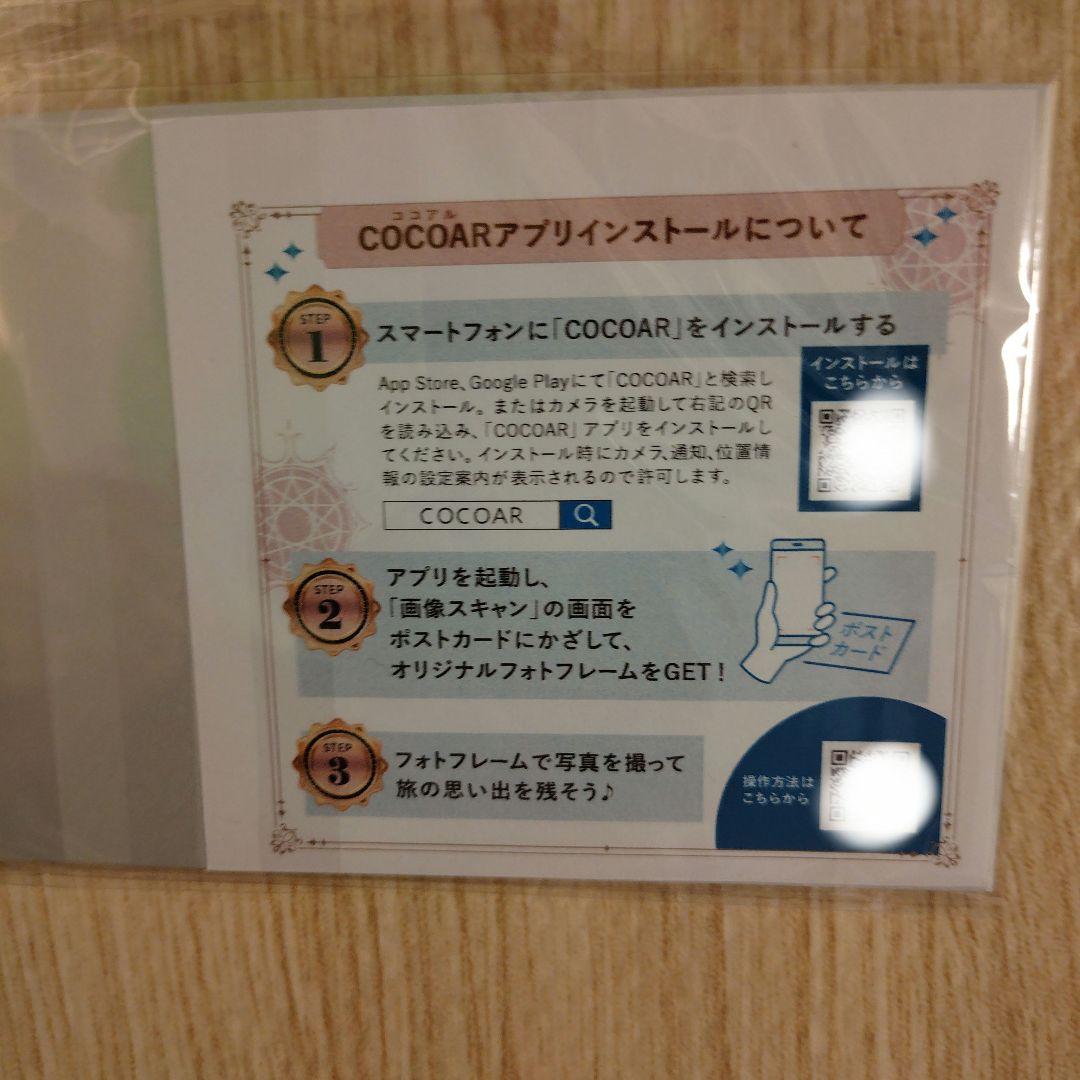 ココアル
COCOARアプリインストールについて
STEP
1
スマートフォンに「COCOAR」をインストールする
App Store、Google Playにて「COCOAR」と検索し
インストール。またはカメラを起動して右記のQR
を読み込み、「COCOAR」アプリをインストールし
てください。インストール時にカメラ、通知、位置情
報の設定案内が表示されるので許可します。
COCOAR
インストールは
こちらから
STEP
2
アプリを起動し、
「画像スキャン」の画面を
ポストカードにかざして、
オリジナルフォトフレームをGET！
ポスト
カード
STEP
3
フォトフレームで写真を撮って
旅の思い出を残そう♪
操作方法は
こちらから